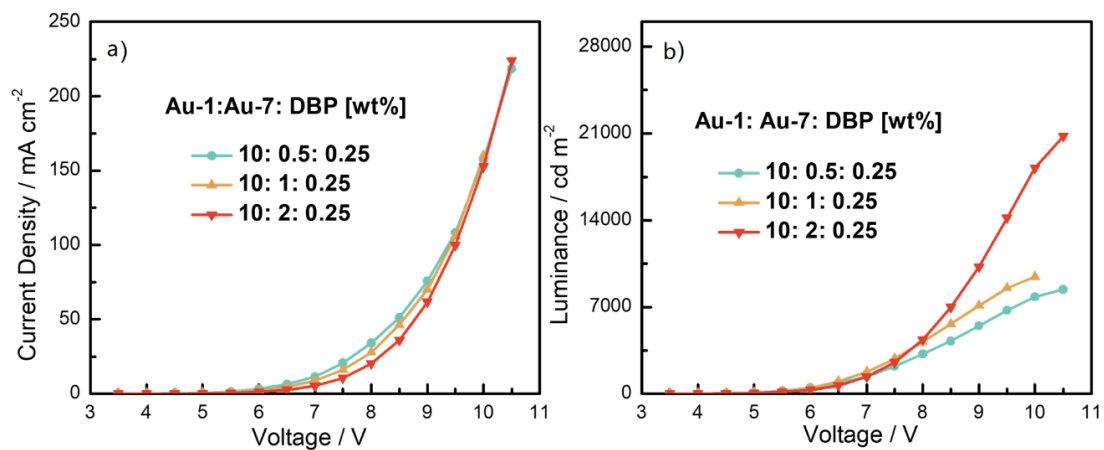 a)
Au-1:Au-7: DBP [wt%]
10: 0.5: 0.25
10: 1: 0.25
10: 2: 0.25
Current Density / mA cm-2
250
200
150
100
50
0
3 4 5 6 7 8 9 10 11
Voltage / V
b)
Au-1: Au-7: DBP [wt%]
10: 0.5: 0.25
10: 1: 0.25
10: 2: 0.25
Luminance / cd m-2
28000
21000
14000
7000
0
3 4 5 6 7 8 9 10 11
Voltage / V